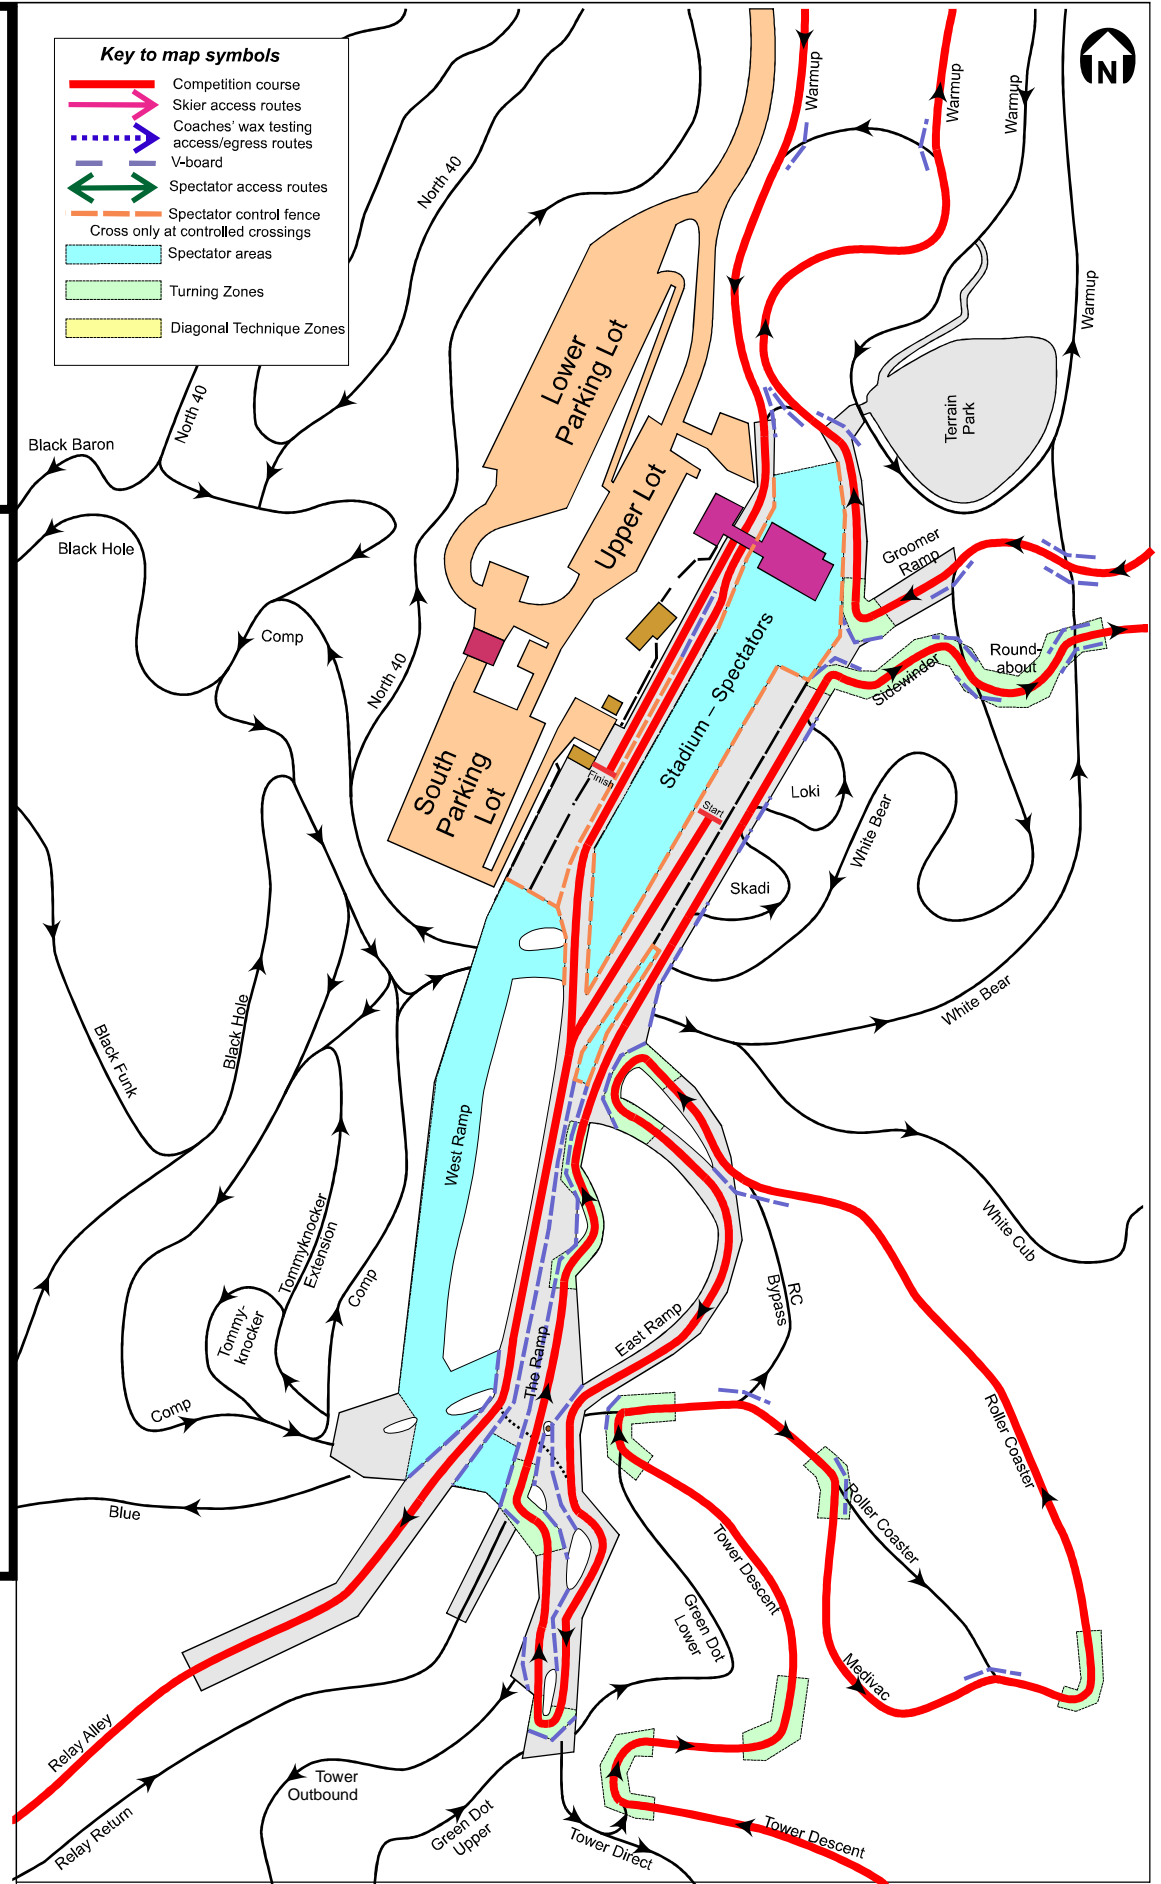 Key to map symbols
Competition course
Skier access routes
Coaches' wax testing
access/egress routes
V-board
Spectator access routes
Spectator control fence
Cross only at controlled crossings
Spectator areas
Turning Zones
Diagonal Technique Zones
N
Warmup
Warmup
Warmup
Warmup
North 40
North 40
North 40
Black Baron
Black Hole
Comp
Lower
Parking Lot
Upper Lot
South
Parking
Lot
Terrain
Park
Groomer
Ramp
Round-
about
Sidewinder
Stadium – Spectators
Finish
Start
Loki
Skadi
White Bear
White Bear
White Cub
Black Funk
Black Hole
West Ramp
Tommyknocker
Extension
Tommy-
knocker
Comp
Comp
Blue
The Ramp
East Ramp
RC
Bypass
Roller Coaster
Roller Coaster
Tower Descent
Green Dot
Lower
Medivac
Relay Alley
Relay Return
Tower
Outbound
Green Dot
Upper
Tower Direct
Tower Descent